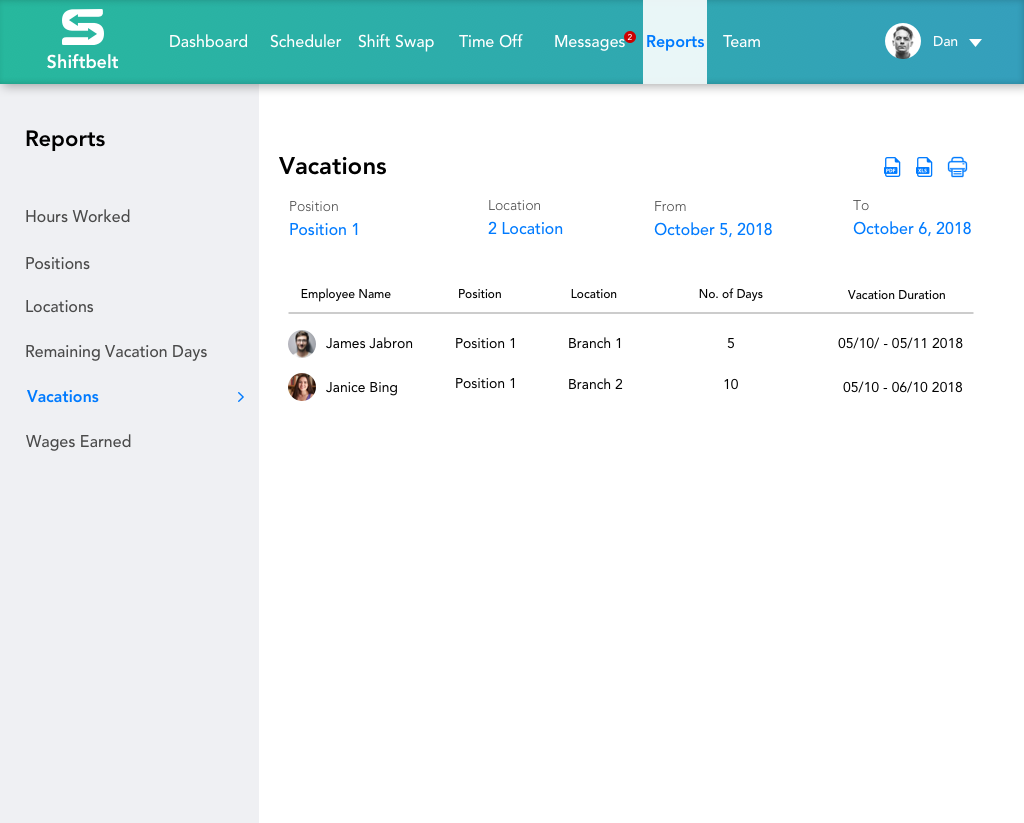 Shiftbelt
Dashboard Scheduler Shift Swap Time Off Messages 2 Reports Team Dan
Reports
Hours Worked
Positions
Locations
Remaining Vacation Days
Vacations
Wages Earned
Vacations
PDF XLS
Position Location From To
Position 1 2 Location October 5, 2018 October 6, 2018
Employee Name Position Location No. of Days Vacation Duration
James Jabron Position 1 Branch 1 5 05/10/ - 05/11 2018
Janice Bing Position 1 Branch 2 10 05/10 - 06/10 2018